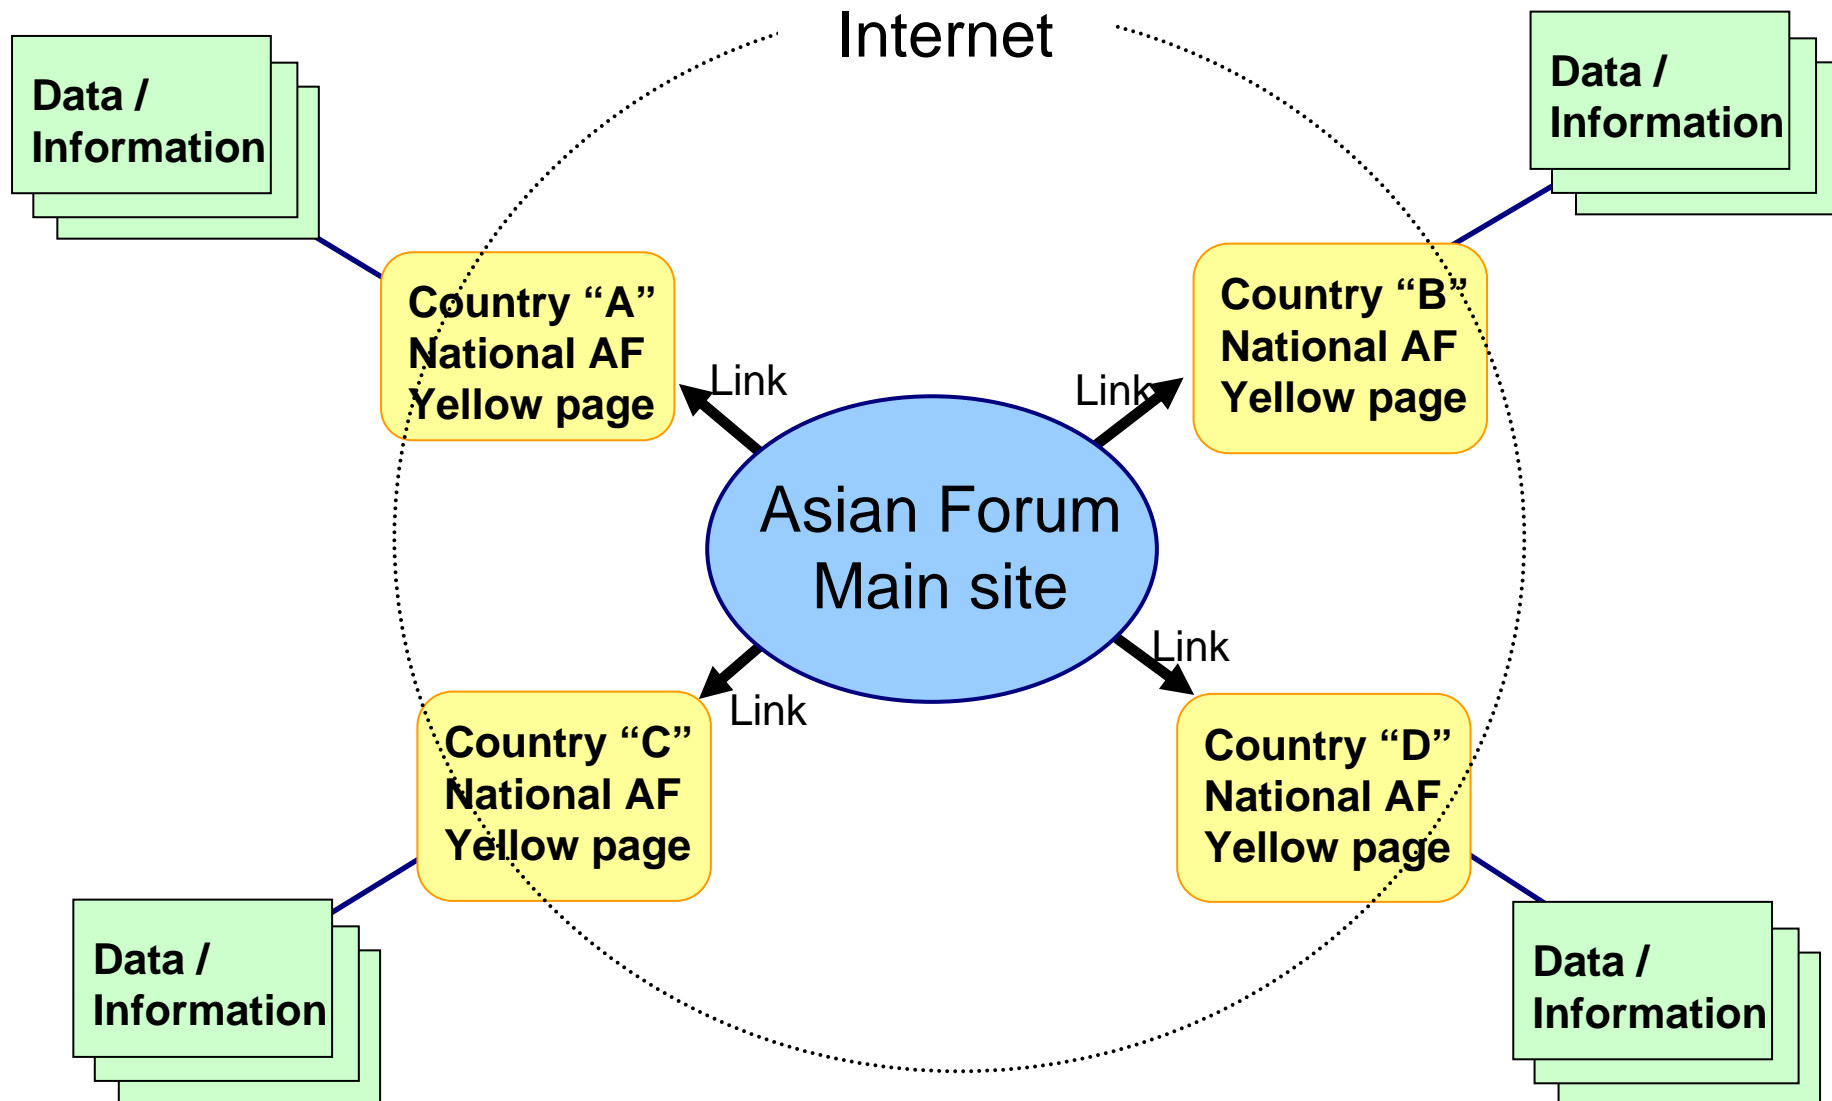 Internet
Data /
Information
Data /
Information
Country “A”
National AF
Yellow page
Country “B”
National AF
Yellow page
Link
Link
Asian Forum
Main site
Link
Link
Country “C”
National AF
Yellow page
Country “D”
National AF
Yellow page
Data /
Information
Data /
Information